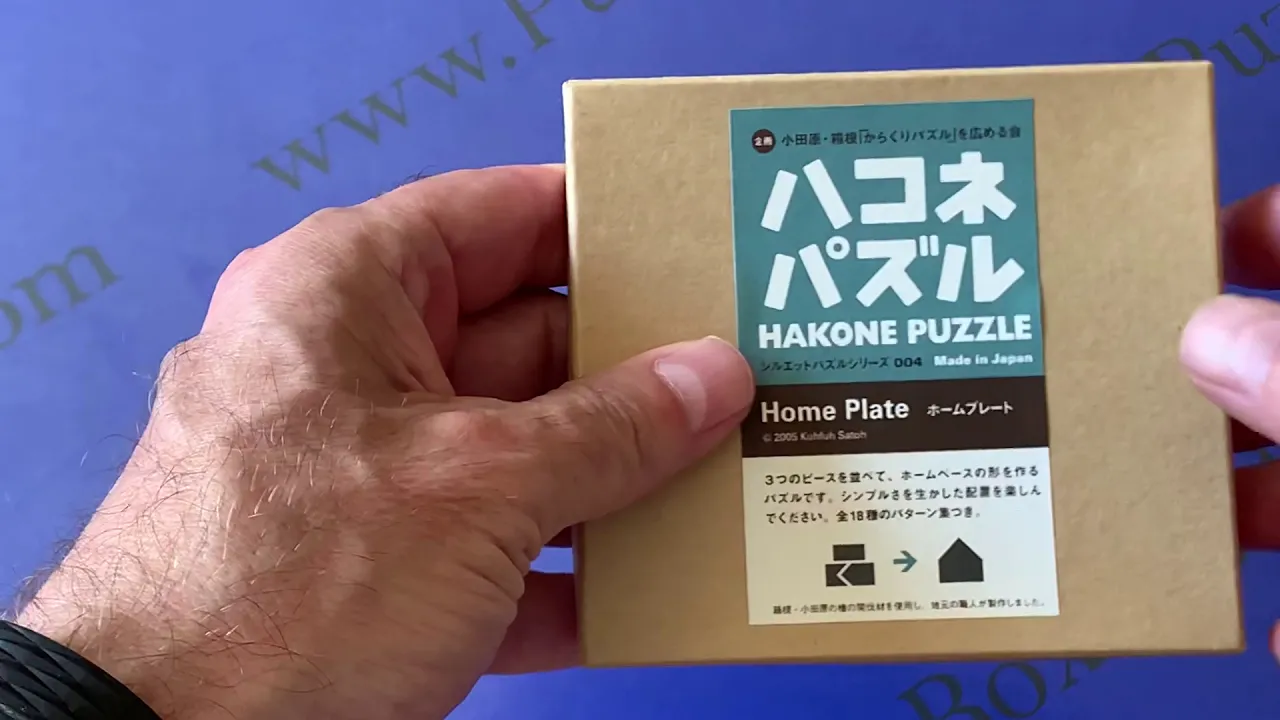 www.Pu
om
Puz
Box
企画 小田原・箱根「からくりパズル」を広める会
ハコネ
パズル
HAKONE PUZZLE
シルエットパズルシリーズ 004 Made in Japan
Home Plate ホームプレート
© 2005 Kohfuh Satoh
3つのピースを並べて、ホームベースの形を作る
パズルです。シンプルさを生かした配置を楽しん
でください。全18種のパターン集つき。
箱根・小田原の檜の間伐材を使用し、地元の職人が製作しました。